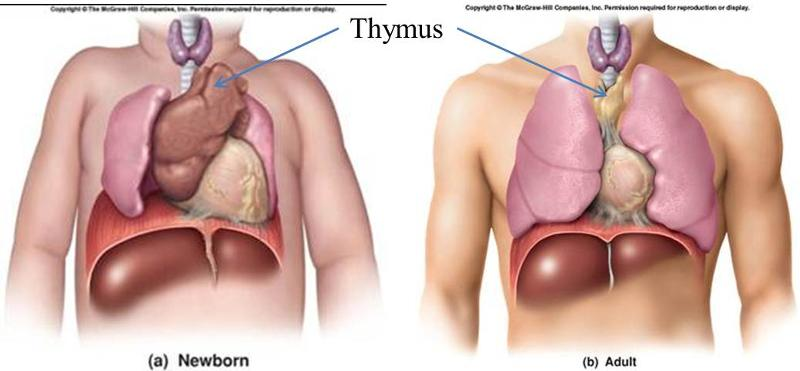 Copyright © The McGraw-Hill Companies, Inc. Permission required for reproduction or display.
Copyright © The McGraw-Hill Companies, Inc. Permission required for reproduction or display.
Thymus
(a) Newborn
(b) Adult